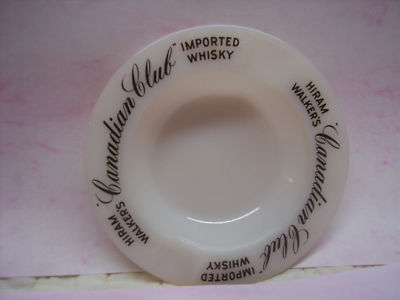 HIRAM
WALKER'S
"Canadian Club"
IMPORTED
WHISKY
HIRAM
WALKER'S
"Canadian Club"
IMPORTED
WHISKY